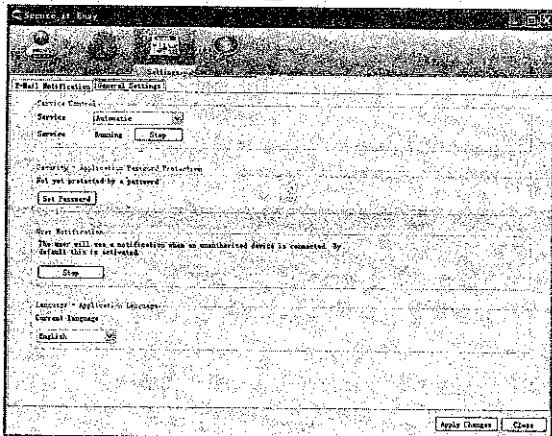 Secure it Easy
Settings
E-Mail Notification General Settings
Service Control
Service Automatic
Service Running Stop
Security - Application Password Protection
Not yet protected by a password
Set Password
User Notification
The user will see a notification when an unauthorized device is connected. By
default this is activated.
Stop
Language - Application Language
Current language
English
Apply Changes Close